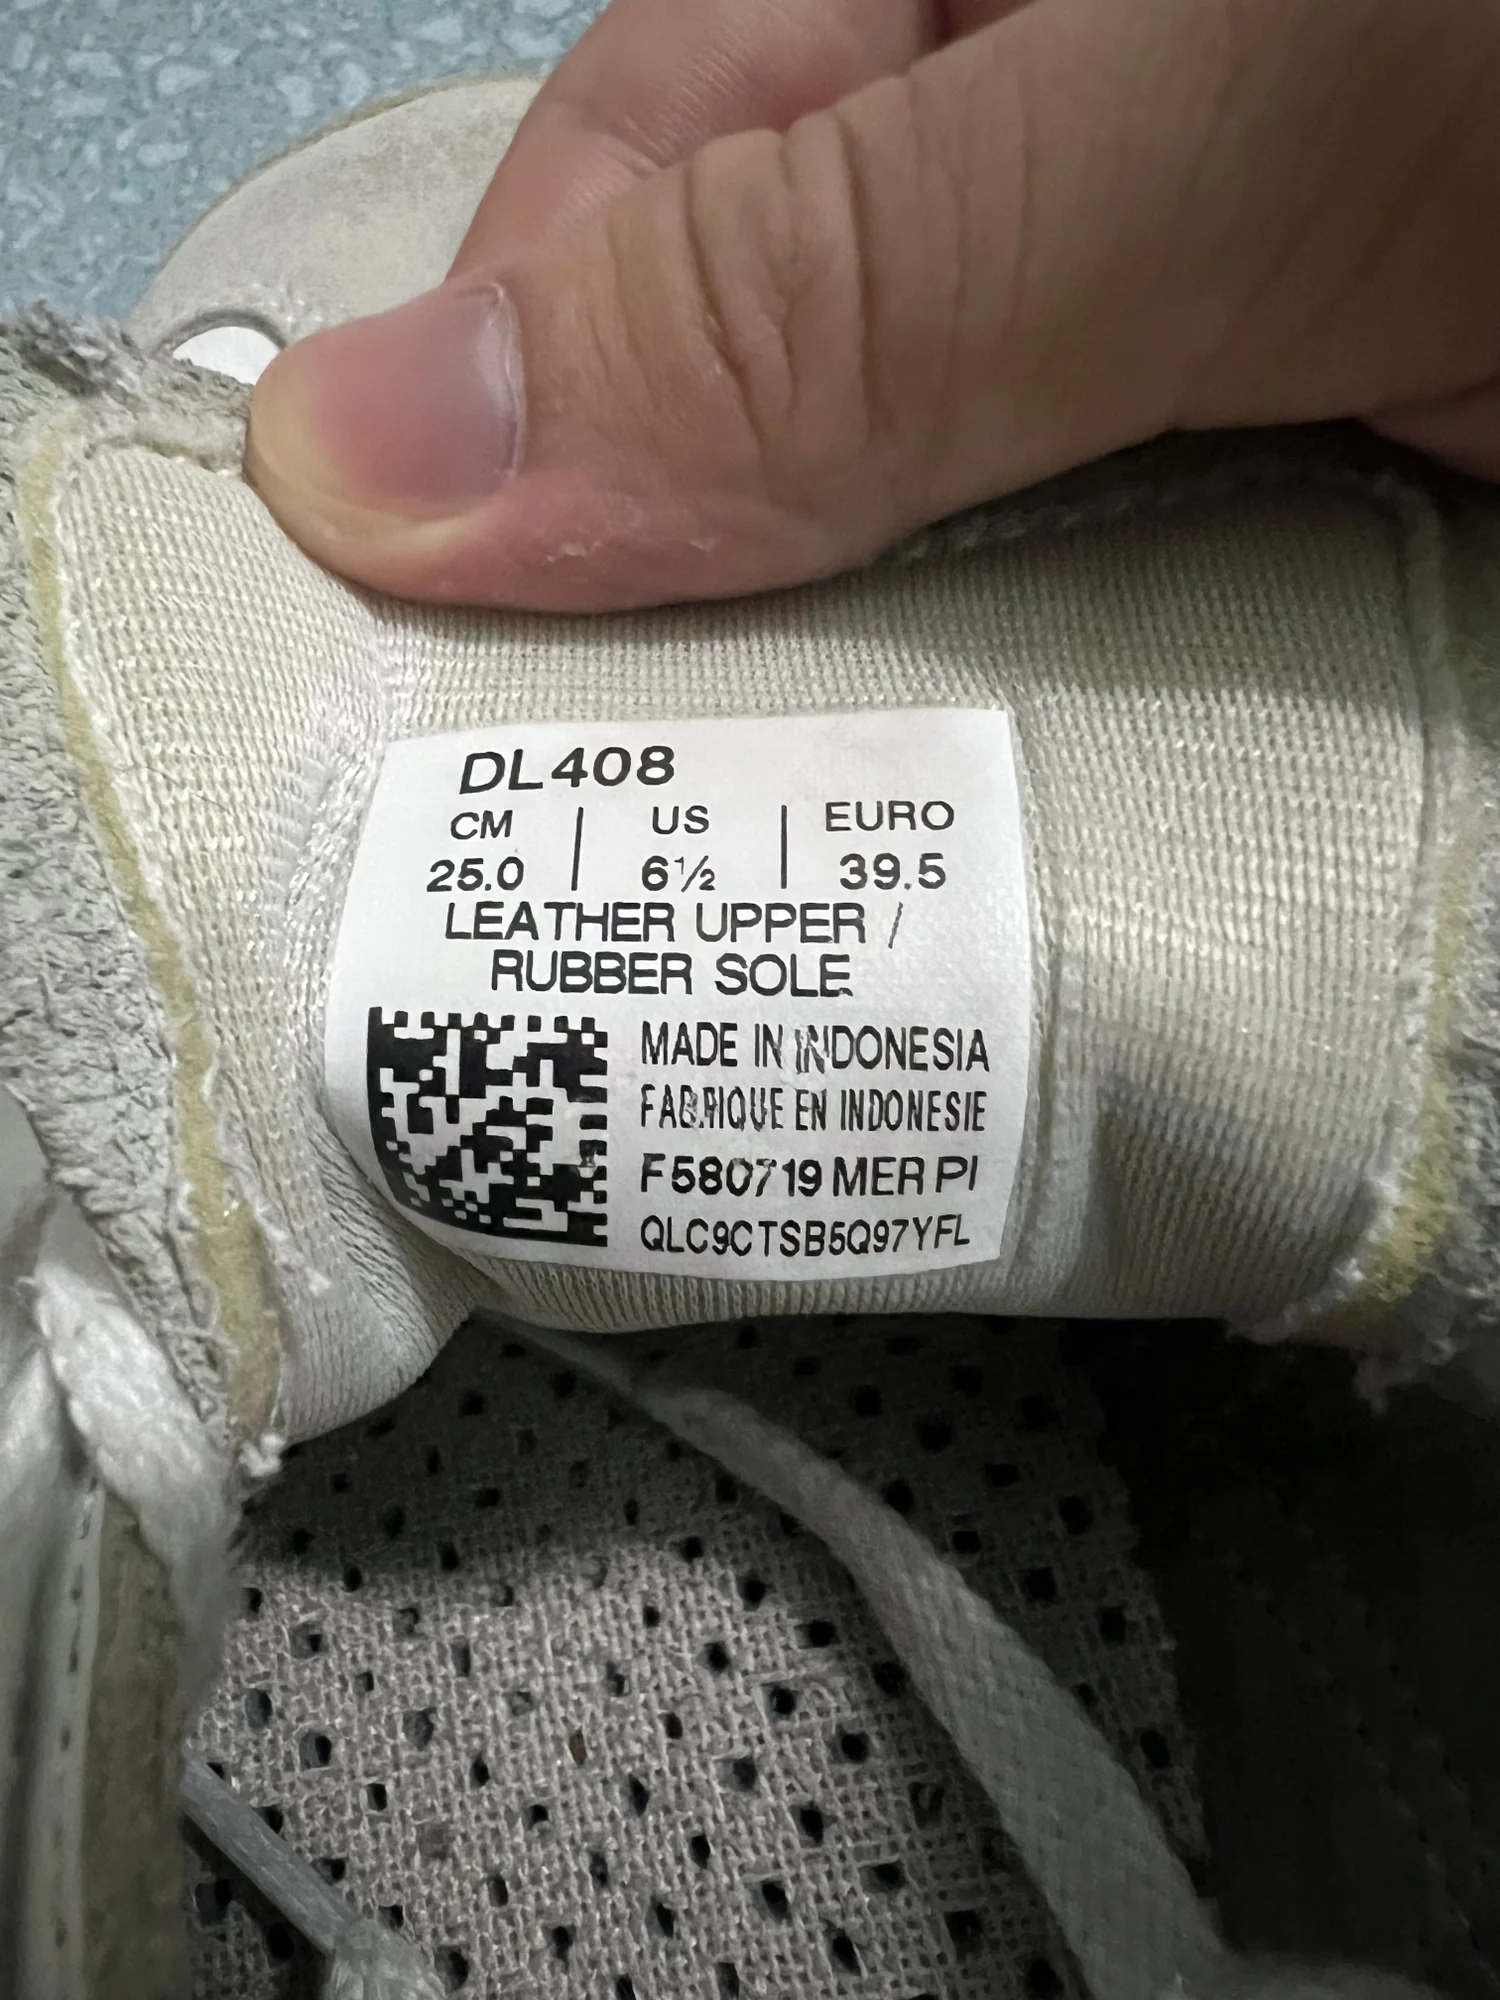 DL408
CM | US | EURO
25.0 | 6½ | 39.5
LEATHER UPPER /
RUBBER SOLE
MADE IN INDONESIA
FABRIQUE EN INDONESIE
F580719 MER PI
QLC9CTSB5Q97YFL